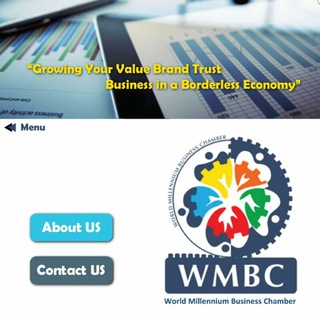 “Growing Your Value Brand Trust
Business in a Borderless Economy”
Menu
WORLD MILLENNIUM BUSINESS CHAMBER
About US
Contact US
WMBC
World Millennium Business Chamber